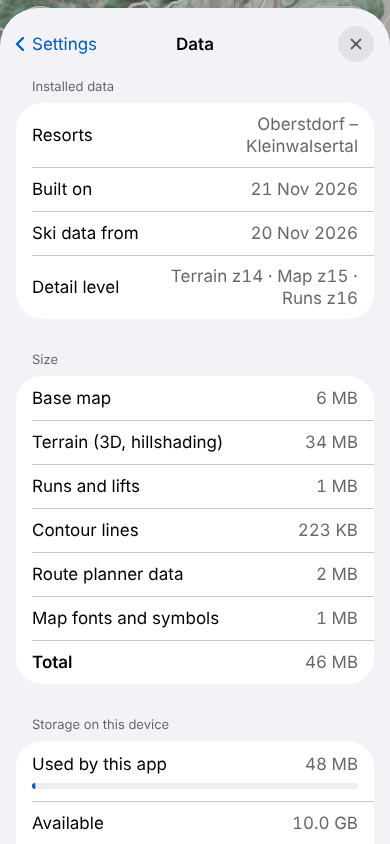 Settings
Data
Installed data
Resorts
Oberstdorf –
Kleinwalsertal
Built on
21 Nov 2026
Ski data from
20 Nov 2026
Detail level
Terrain z14 · Map z15 ·
Runs z16
Size
Base map
6 MB
Terrain (3D, hillshading)
34 MB
Runs and lifts
1 MB
Contour lines
223 KB
Route planner data
2 MB
Map fonts and symbols
1 MB
Total
46 MB
Storage on this device
Used by this app
48 MB
Available
10.0 GB